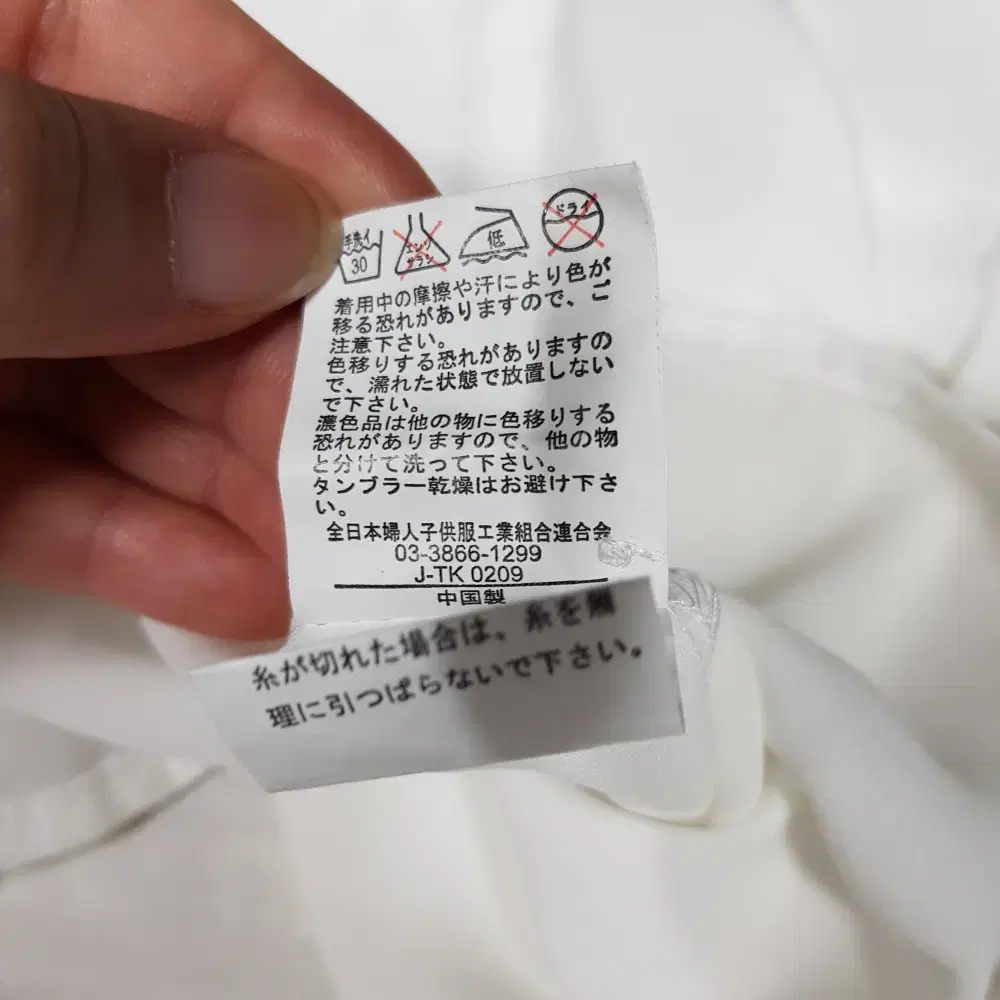 手洗イ
30
エンソ
サラシ
低
ドライ
着用中の摩擦や汗により色が
移る恐れがありますので、ご
注意下さい。
色移りする恐れがありますの
で、濡れた状態で放置しない
で下さい。
濃色品は他の物に色移りする
恐れがありますので、他の物
と分けて洗って下さい。
タンブラー乾燥はお避け下さ
い。
全日本婦人子供服工業組合連合会
03-3866-1299
J-TK 0209
中国製
糸が切れた場合は、糸を無
理に引つぱらないで下さい。